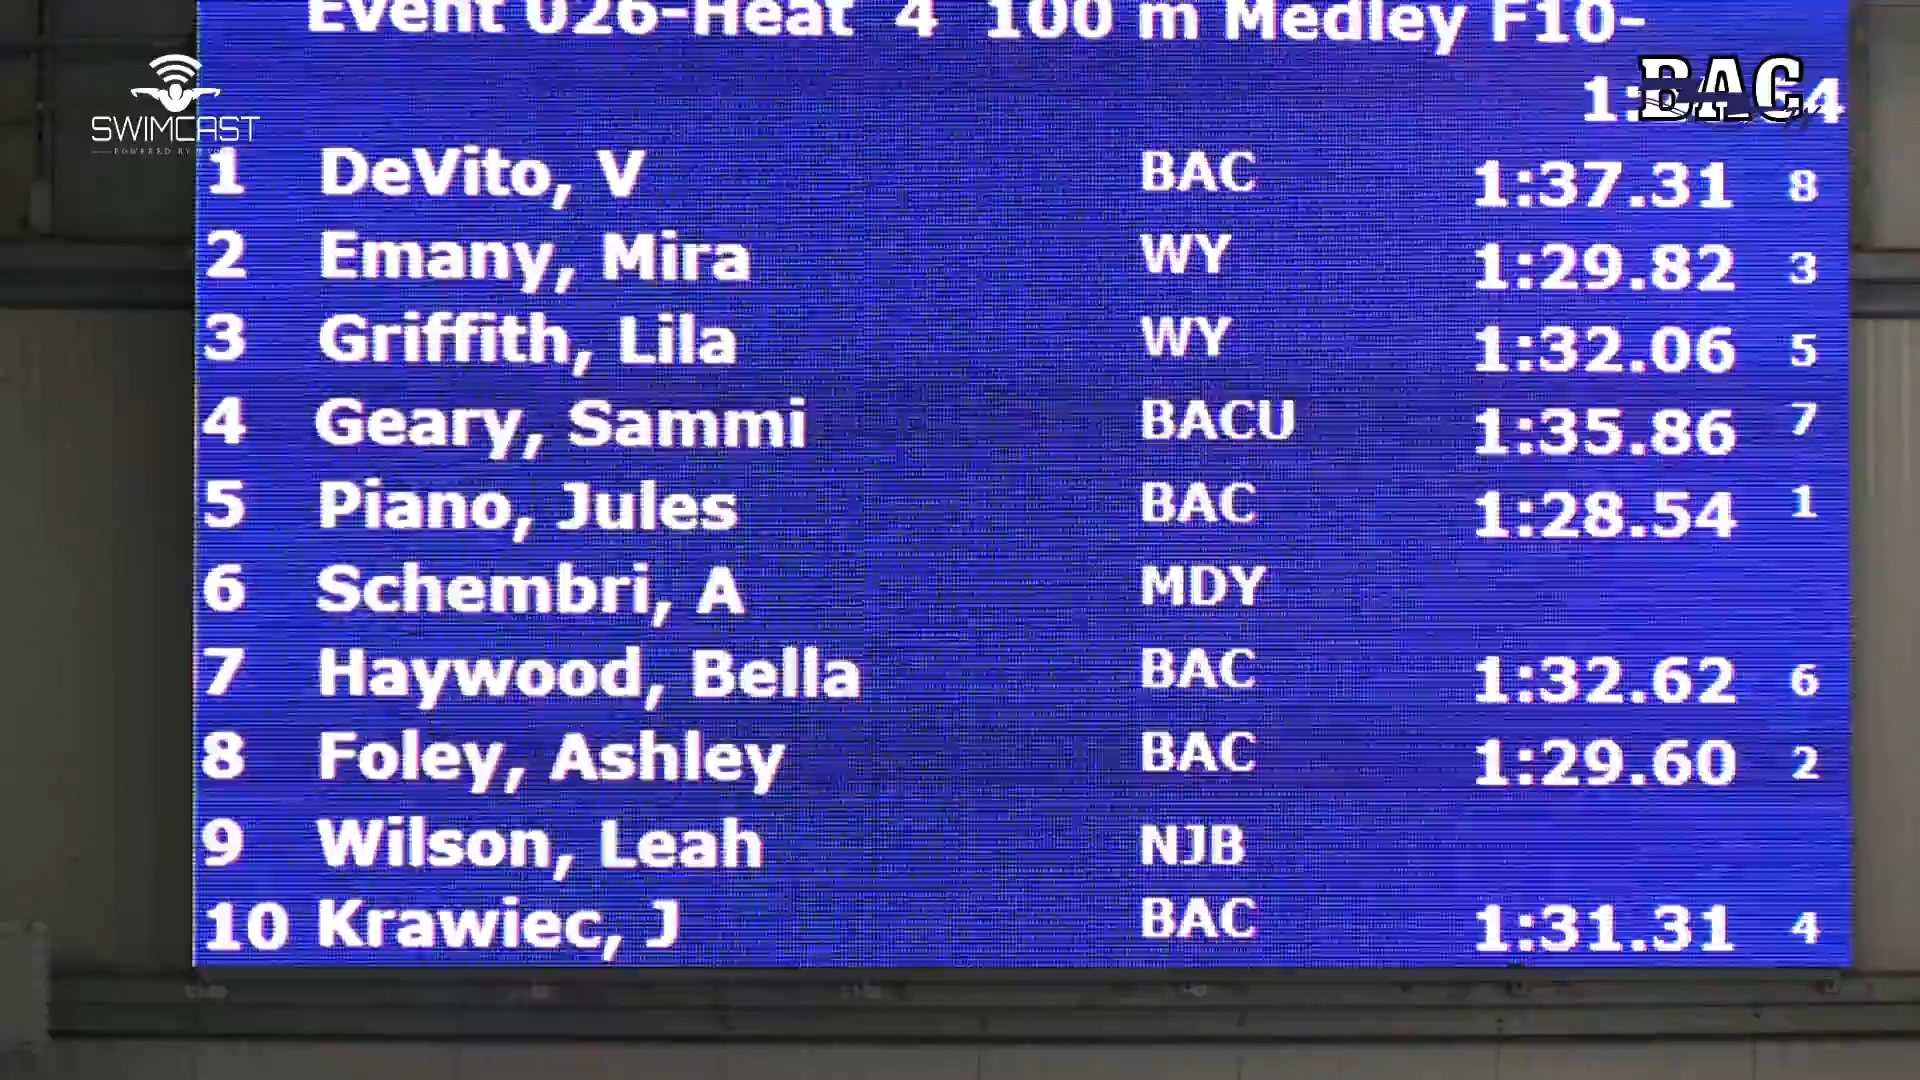 Event 026-Heat 4 100 m Medley F10-
BAC
SWIMCAST
POWERED BY
1 DeVito, V BAC 1:37.31 8
2 Emany, Mira WY 1:29.82 3
3 Griffith, Lila WY 1:32.06 5
4 Geary, Sammi BACU 1:35.86 7
5 Piano, Jules BAC 1:28.54 1
6 Schembri, A MDY
7 Haywood, Bella BAC 1:32.62 6
8 Foley, Ashley BAC 1:29.60 2
9 Wilson, Leah NJB
10 Krawiec, J BAC 1:31.31 4